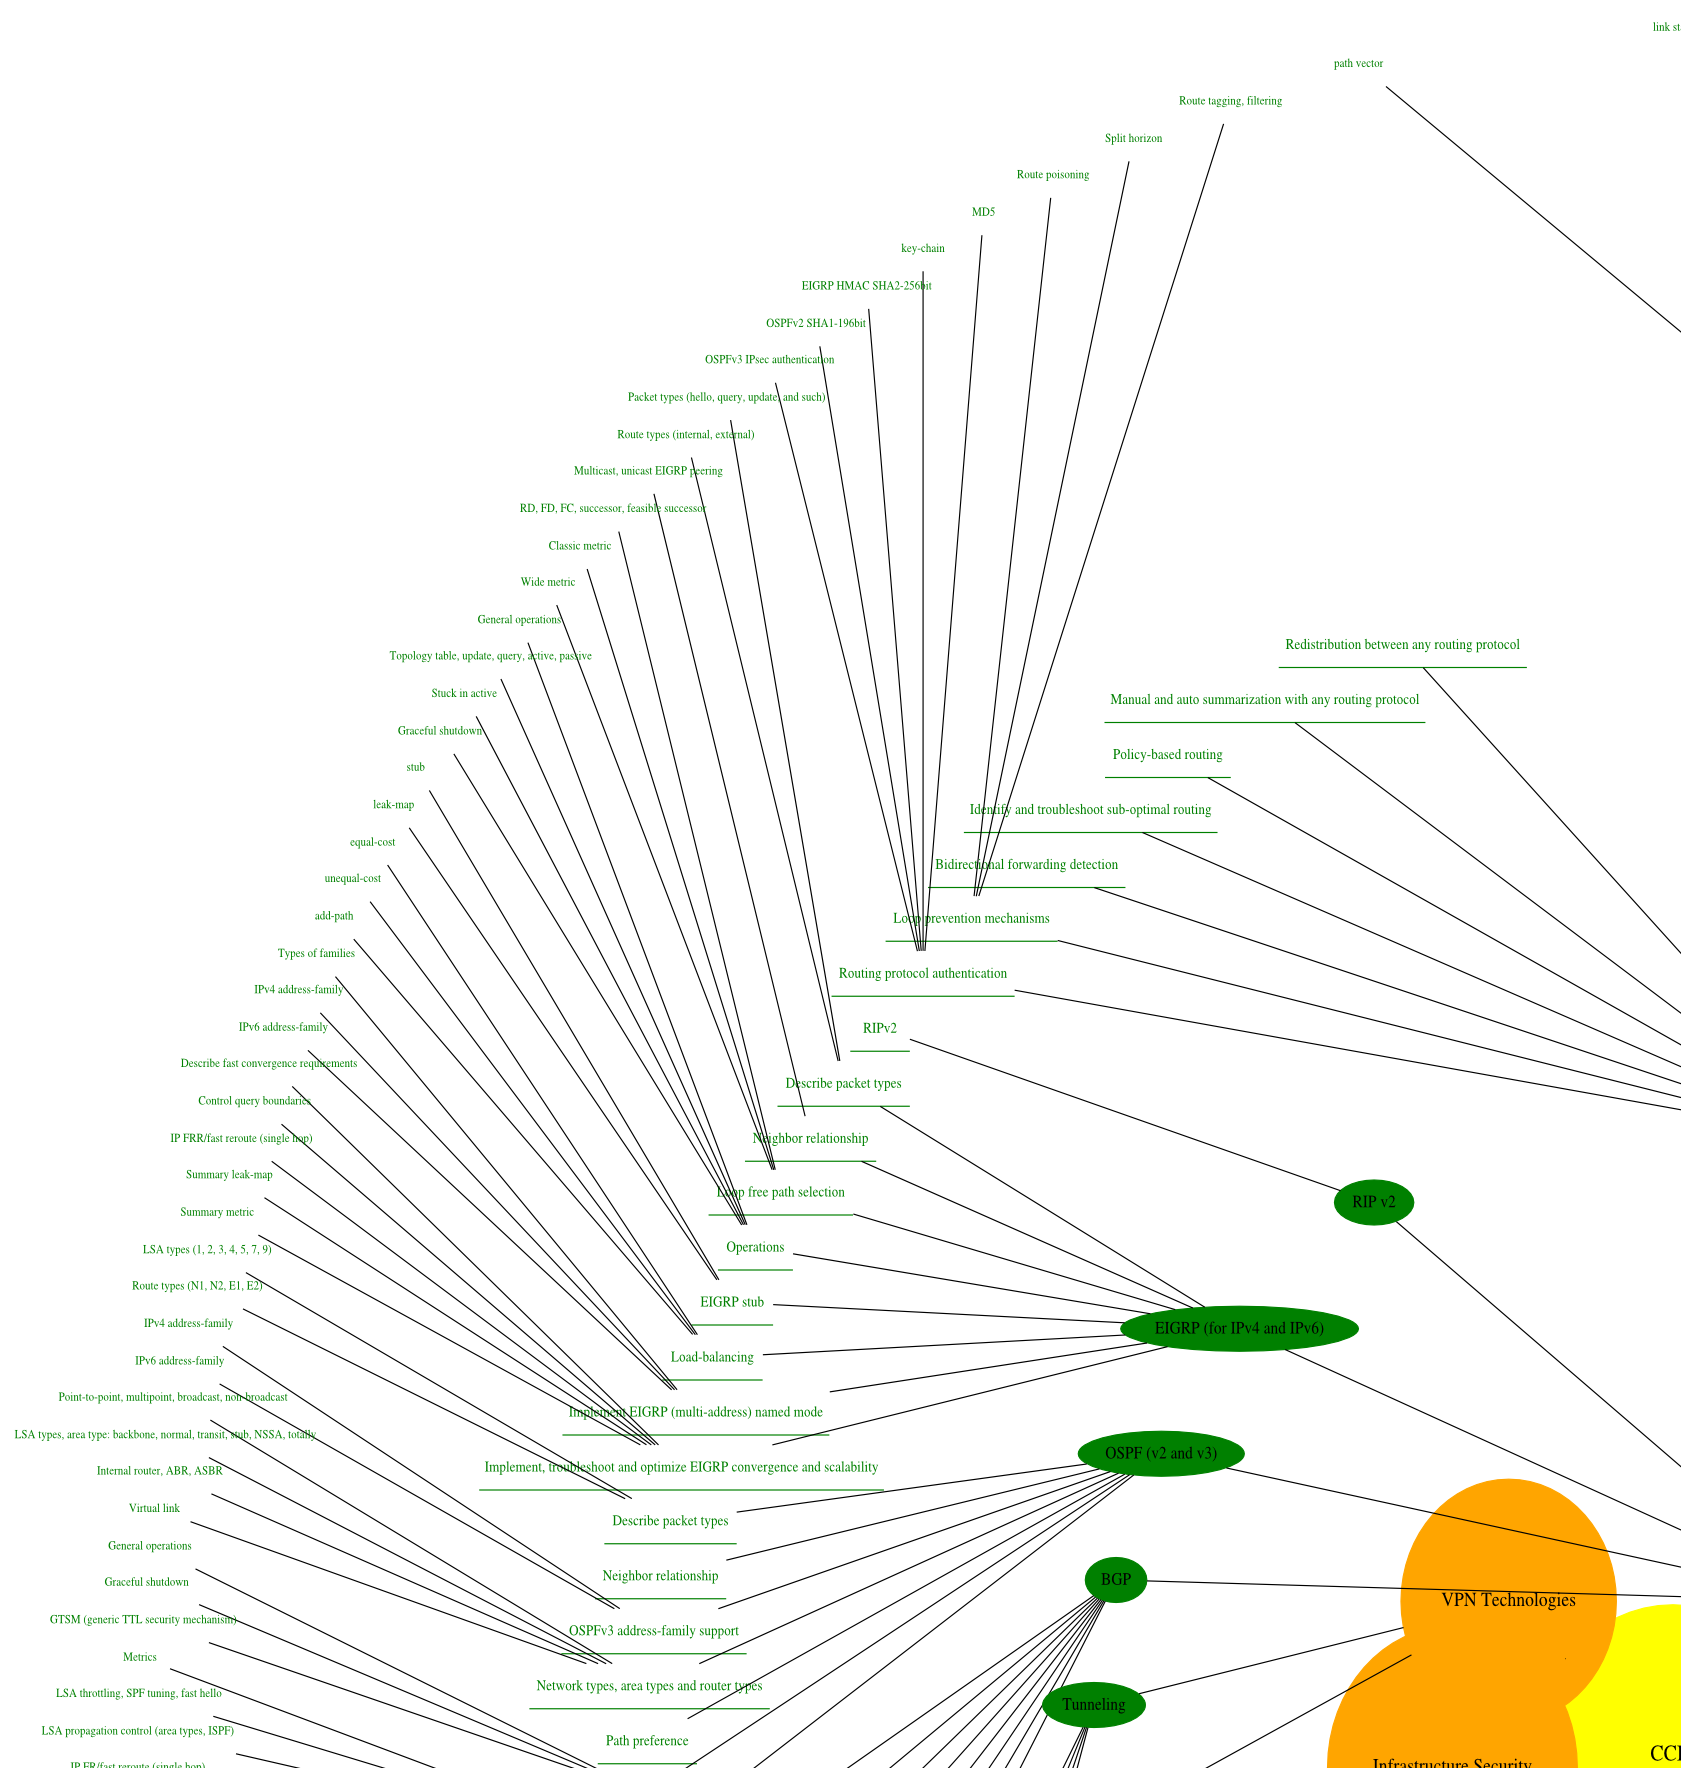 link st
path vector
Route tagging, filtering
Split horizon
Route poisoning
MD5
key-chain
EIGRP HMAC SHA2-256bit
OSPFv2 SHA1-196bit
OSPFv3 IPsec authentication
Packet types (hello, query, update, and such)
Route types (internal, external)
Multicast, unicast EIGRP peering
RD, FD, FC, successor, feasible successor
Classic metric
Wide metric
General operations
Topology table, update, query, active, passive
Stuck in active
Graceful shutdown
stub
leak-map
equal-cost
unequal-cost
add-path
Types of families
IPv4 address-family
IPv6 address-family
Describe fast convergence requirements
Control query boundaries
IP FRR/fast reroute (single hop)
Summary leak-map
Summary metric
LSA types (1, 2, 3, 4, 5, 7, 9)
Route types (N1, N2, E1, E2)
IPv4 address-family
IPv6 address-family
Point-to-point, multipoint, broadcast, non-broadcast
LSA types, area type: backbone, normal, transit, stub, NSSA, totally
Internal router, ABR, ASBR
Virtual link
General operations
Graceful shutdown
GTSM (generic TTL security mechanism)
Metrics
LSA throttling, SPF tuning, fast hello
LSA propagation control (area types, ISPF)
IP FR/fast reroute (single hop)
Redistribution between any routing protocol
Manual and auto summarization with any routing protocol
Policy-based routing
Identify and troubleshoot sub-optimal routing
Bidirectional forwarding detection
Loop prevention mechanisms
Routing protocol authentication
RIPv2
Describe packet types
Neighbor relationship
Loop free path selection
Operations
EIGRP stub
Load-balancing
Implement EIGRP (multi-address) named mode
Implement, troubleshoot and optimize EIGRP convergence and scalability
Describe packet types
Neighbor relationship
OSPFv3 address-family support
Network types, area types and router types
Path preference
RIP v2
EIGRP (for IPv4 and IPv6)
OSPF (v2 and v3)
BGP
Tunneling
VPN Technologies
Infrastructure Security
CCI